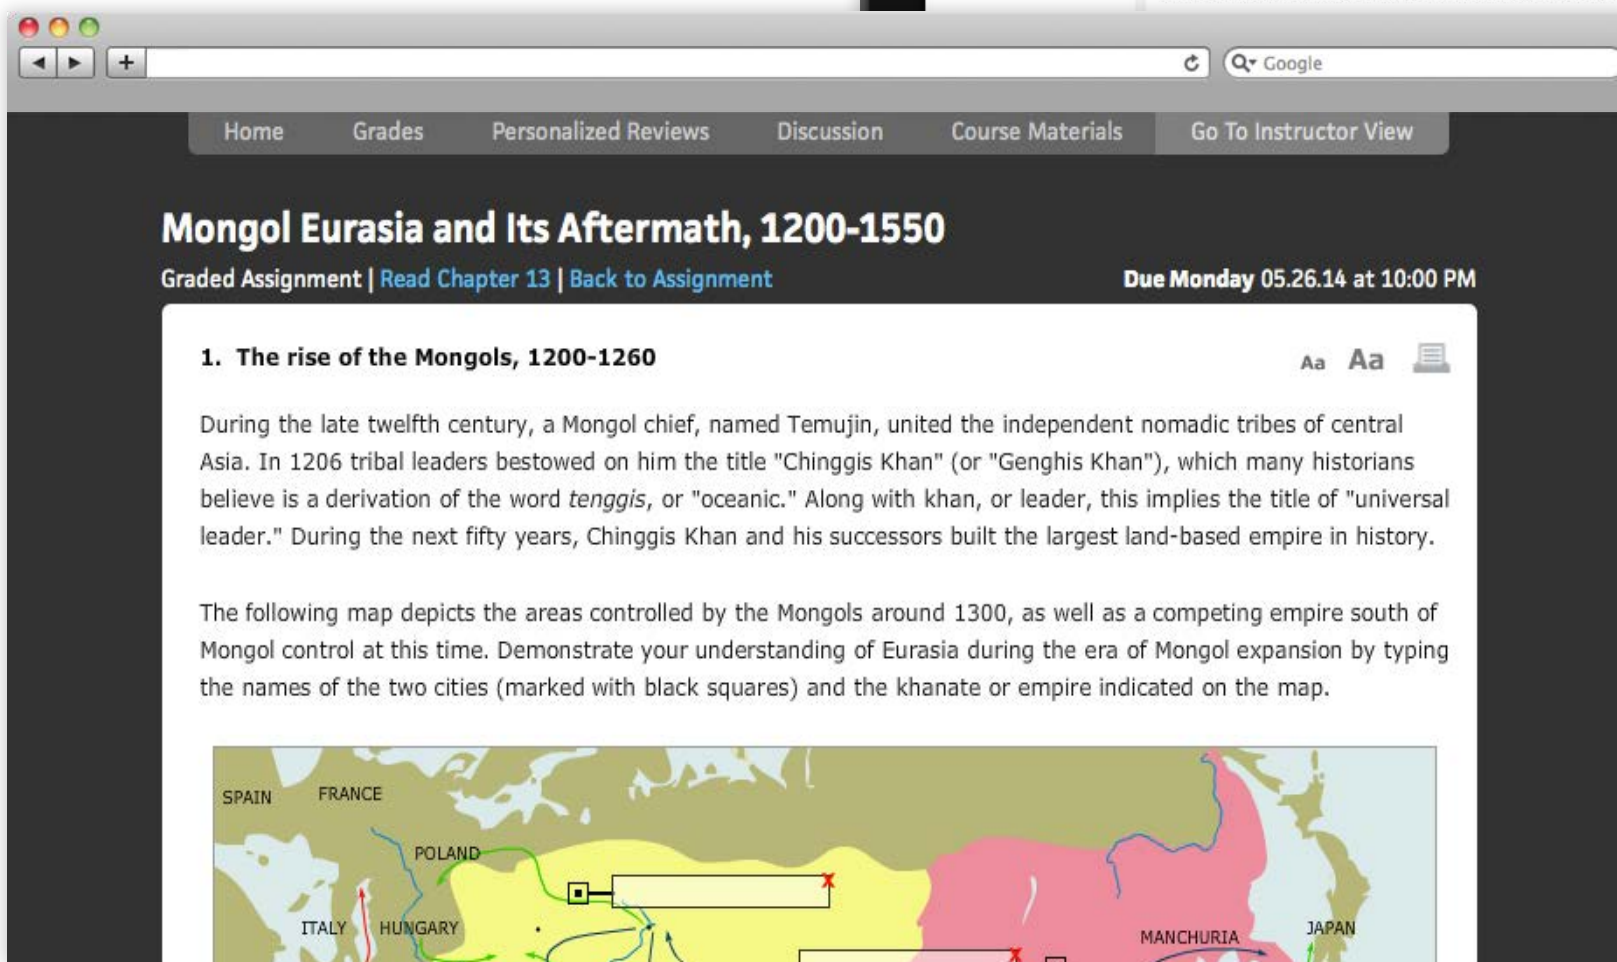 Google
Home Grades Personalized Reviews Discussion Course Materials Go To Instructor View
Mongol Eurasia and Its Aftermath, 1200-1550
Graded Assignment | Read Chapter 13 | Back to Assignment Due Monday 05.26.14 at 10:00 PM
1. The rise of the Mongols, 1200-1260 Aa Aa
During the late twelfth century, a Mongol chief, named Temujin, united the independent nomadic tribes of central
Asia. In 1206 tribal leaders bestowed on him the title "Chinggis Khan" (or "Genghis Khan"), which many historians
believe is a derivation of the word tenggis, or "oceanic." Along with khan, or leader, this implies the title of "universal
leader." During the next fifty years, Chinggis Khan and his successors built the largest land-based empire in history.
The following map depicts the areas controlled by the Mongols around 1300, as well as a competing empire south of
Mongol control at this time. Demonstrate your understanding of Eurasia during the era of Mongol expansion by typing
the names of the two cities (marked with black squares) and the khanate or empire indicated on the map.
SPAIN FRANCE
POLAND
X
ITALY HUNGARY MANCHURIA JAPAN
X